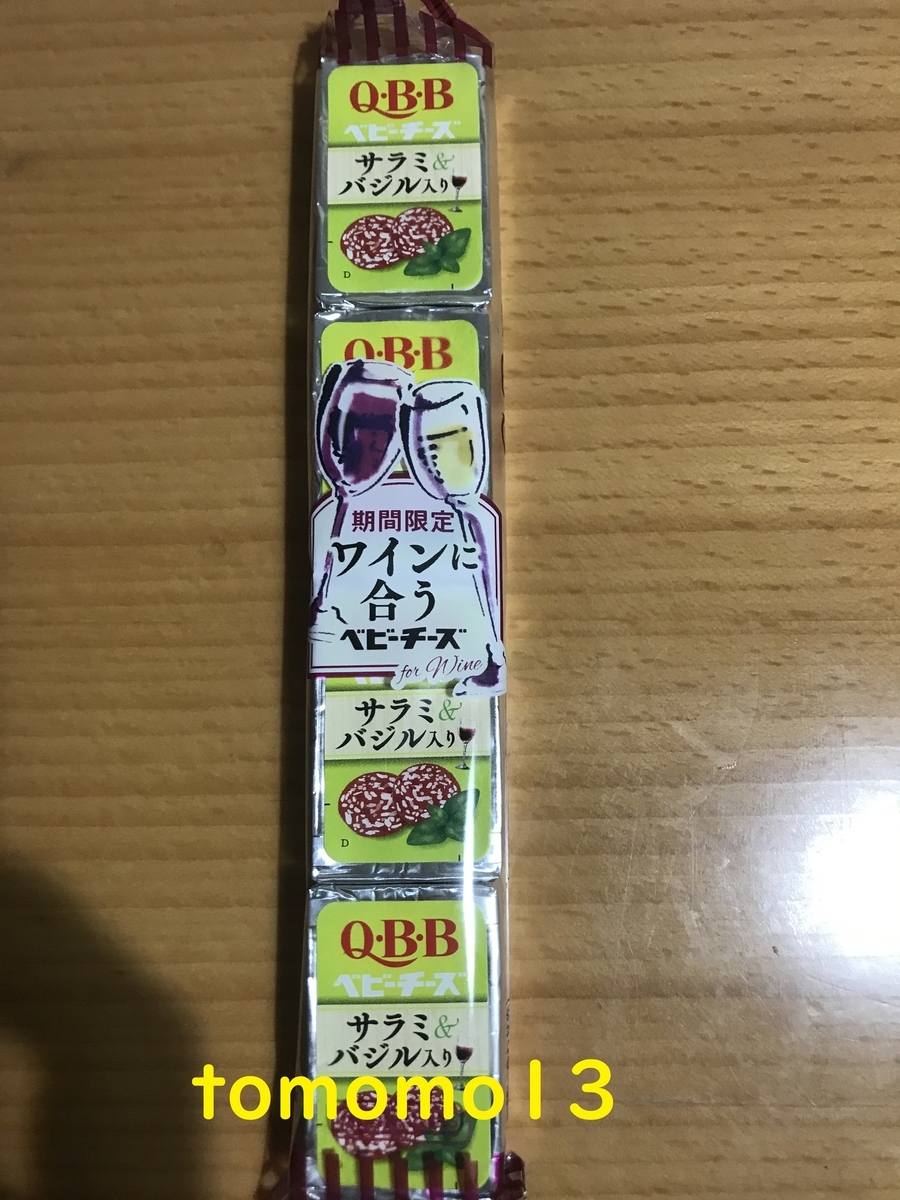 Q·B·B
ベビーチーズ
サラミ&
バジル入り
D
Q·B·B
期間限定
ワインに
合う
ベビーチーズ
for Wine
サラミ&
バジル入り
D
Q·B·B
ベビーチーズ
サラミ&
バジル入り
tomomo13